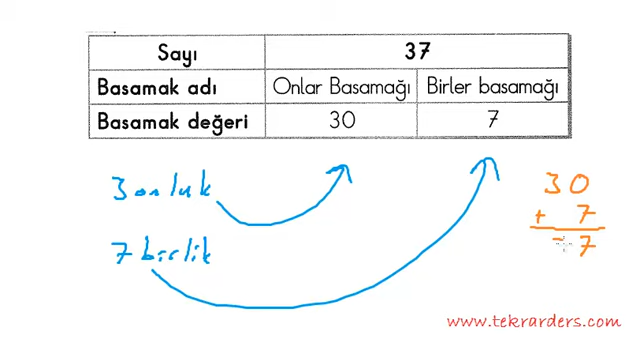 Sayı 37
Basamak adı Onlar Basamağı Birler basamağı
Basamak değeri 30 7
3 onluk
7 birlik
30
+ 7
7
www.tekrarders.com